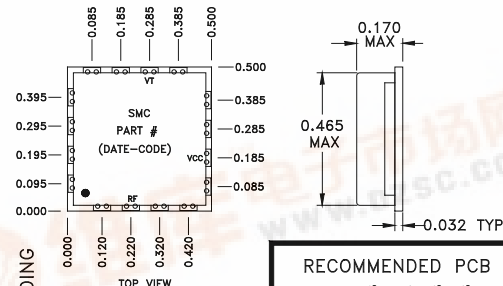 0.085
0.185
0.285
0.385
0.500
0.170
MAX
VT
0.500
0.395
0.385
SMC
0.295
PART #
0.285
0.465
MAX
(DATE-CODE)
0.195
VCC
0.185
0.095
0.085
RF
0.000
0.032 TYP
0.000
0.120
0.220
0.320
0.420
TOP VIEW
DING
RECOMMENDED PCB